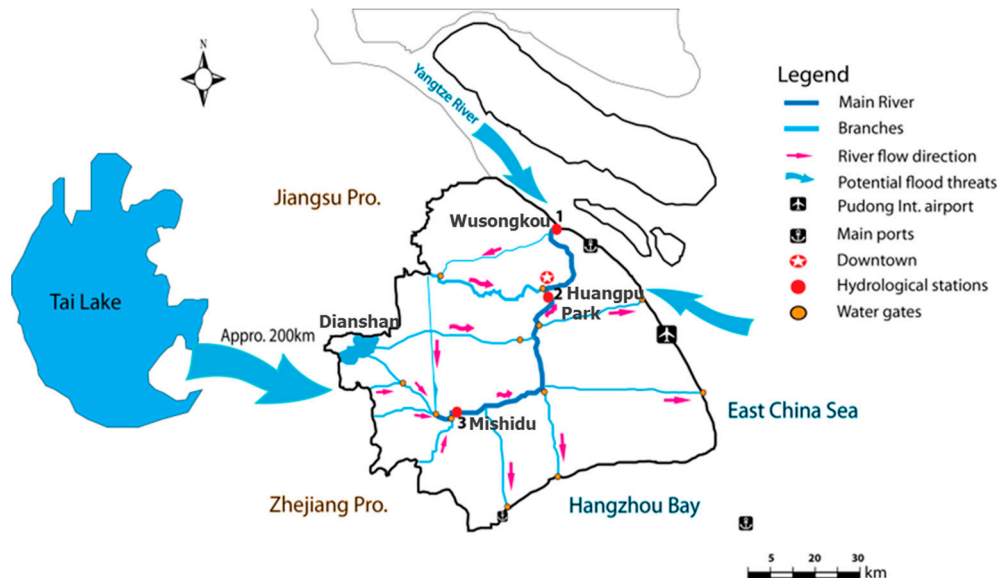 N
Yangtze River
Legend
Main River
Branches
River flow direction
Potential flood threats
Pudong Int. airport
Main ports
Downtown
Hydrological stations
Water gates
Jiangsu Pro.
Wusongkou
1
2 Huangpu
Park
Tai Lake
Appro. 200km
Dianshan
3 Mishidu
East China Sea
Zhejiang Pro.
Hangzhou Bay
5 20 30
km